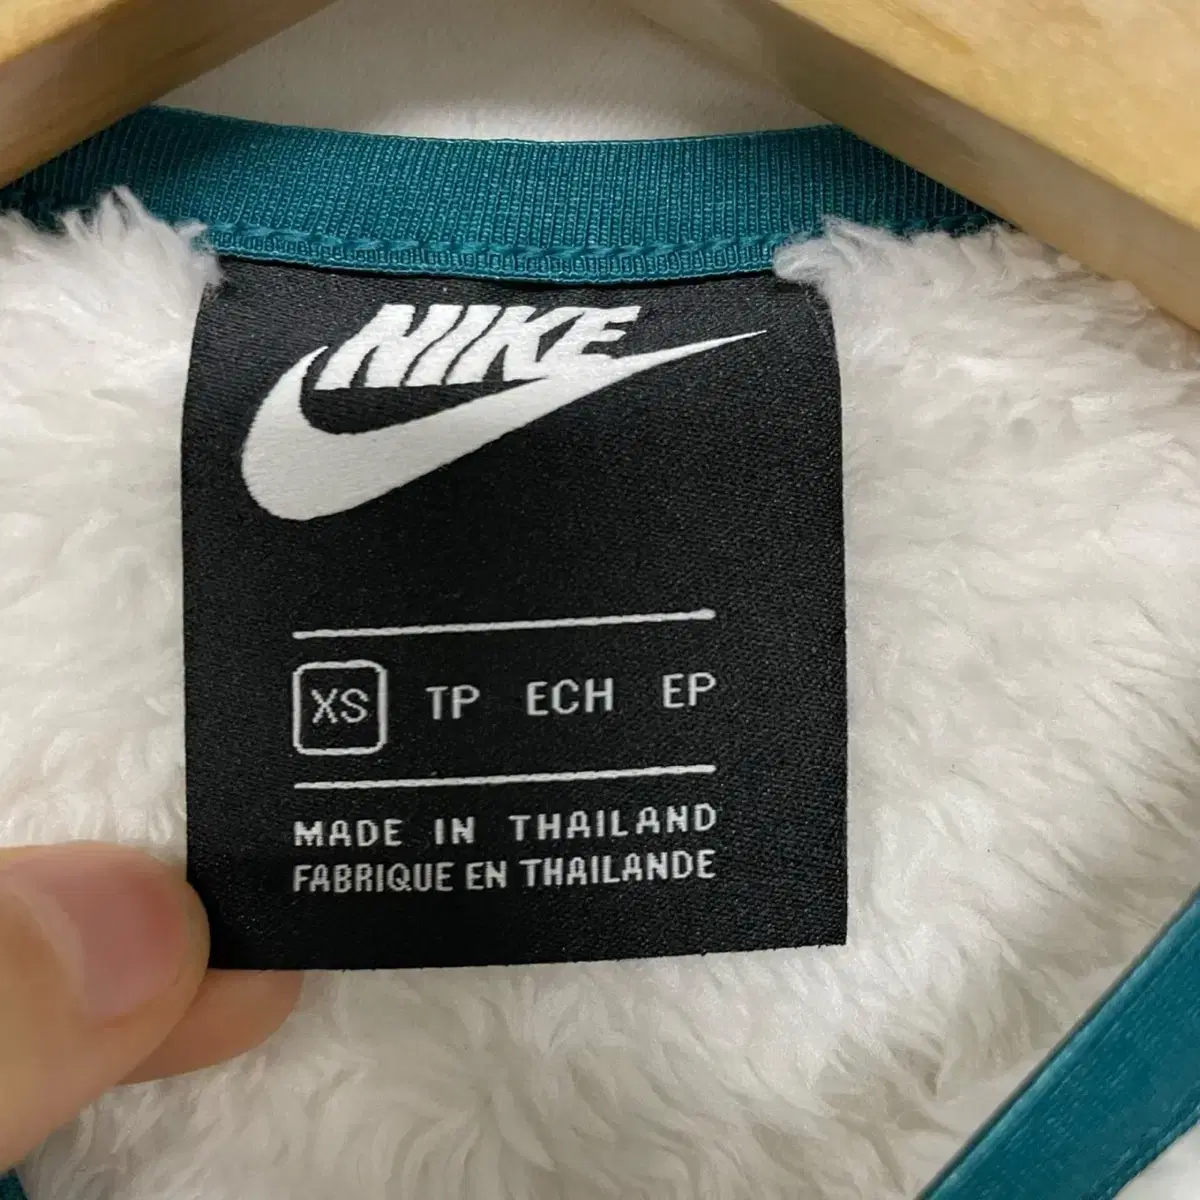 NIKE
XS TP ECH EP
MADE IN THAILAND
FABRIQUE EN THAILANDE